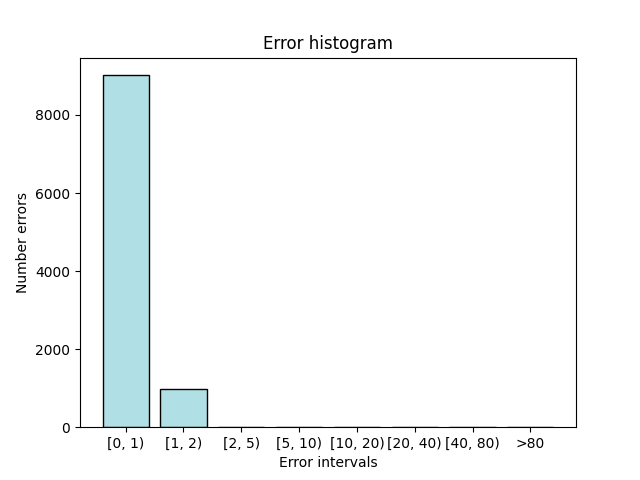 Error histogram
8000
6000
4000
2000
0
Number errors
[0, 1) [1, 2) [2, 5) [5, 10) [10, 20) [20, 40) [40, 80) >80
Error intervals